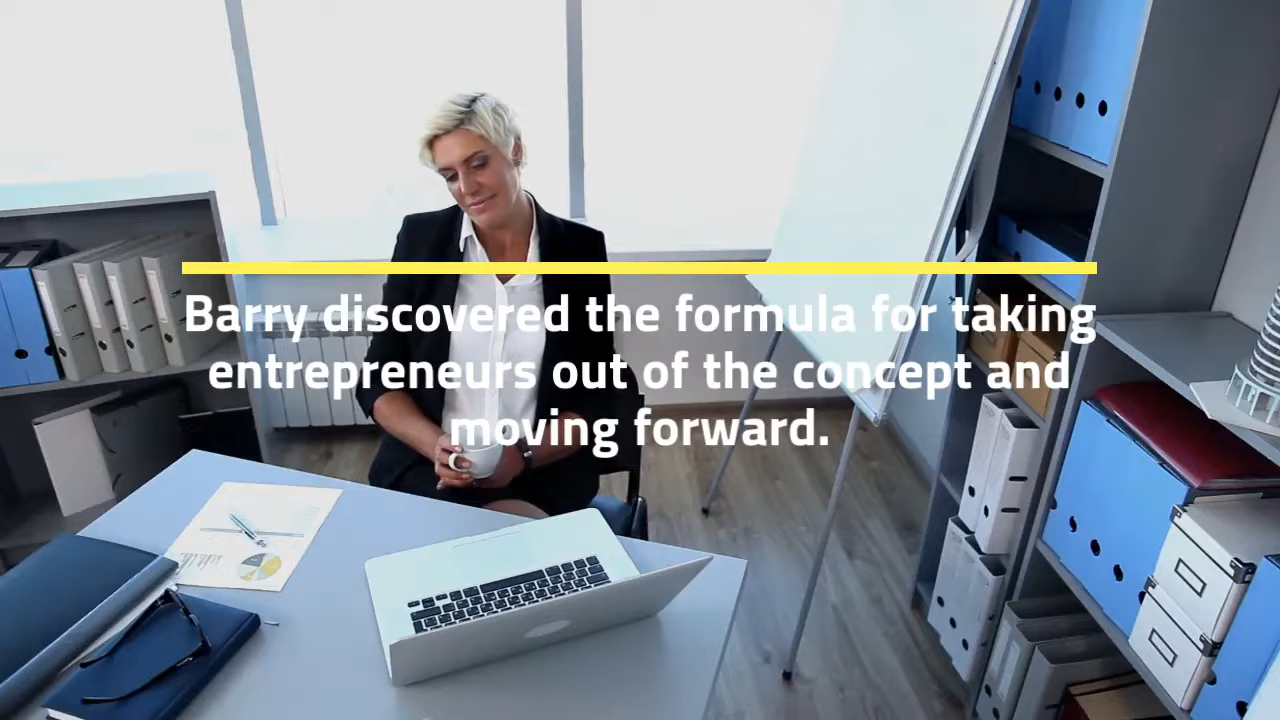 Barry discovered the formula for taking
entrepreneurs out of the concept and
moving forward.